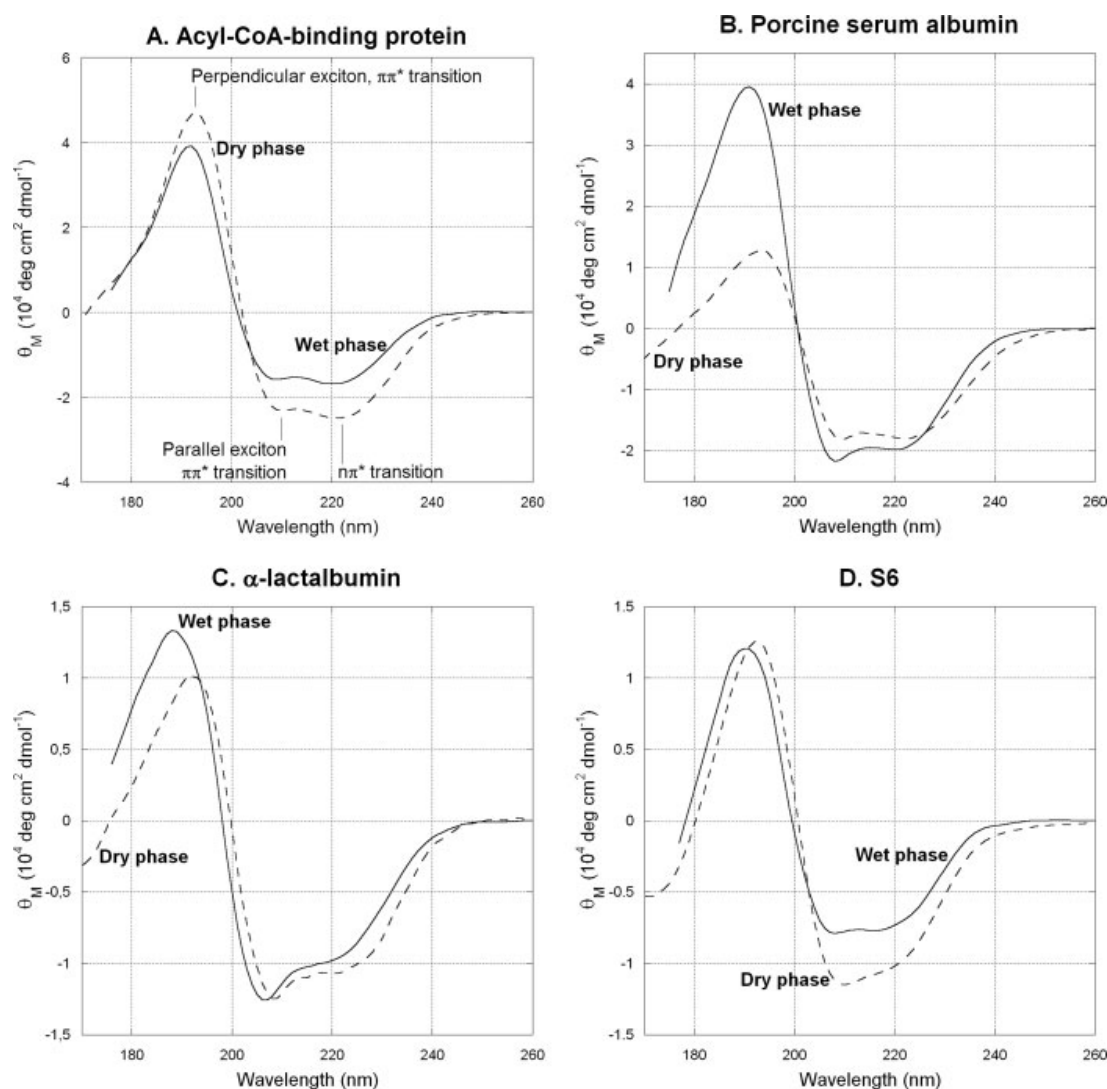 A. Acyl-CoA-binding protein
6
4
2
0
-2
-4
θM (10⁴ deg cm² dmol⁻¹)
Perpendicular exciton, ππ* transition
Dry phase
Wet phase
Parallel exciton
ππ* transition
nπ* transition
180 200 220 240 260
Wavelength (nm)
B. Porcine serum albumin
4
3
2
1
0
-1
-2
θM (10⁴ deg cm² dmol⁻¹)
Wet phase
Dry phase
180 200 220 240 260
Wavelength (nm)
C. α-lactalbumin
1.5
1
0.5
0
-0.5
-1
-1.5
θM (10⁴ deg cm² dmol⁻¹)
Wet phase
Dry phase
180 200 220 240 260
Wavelength (nm)
D. S6
1.5
1
0.5
0
-0.5
-1
-1.5
θM (10⁴ deg cm² dmol⁻¹)
Wet phase
Dry phase
180 200 220 240 260
Wavelength (nm)